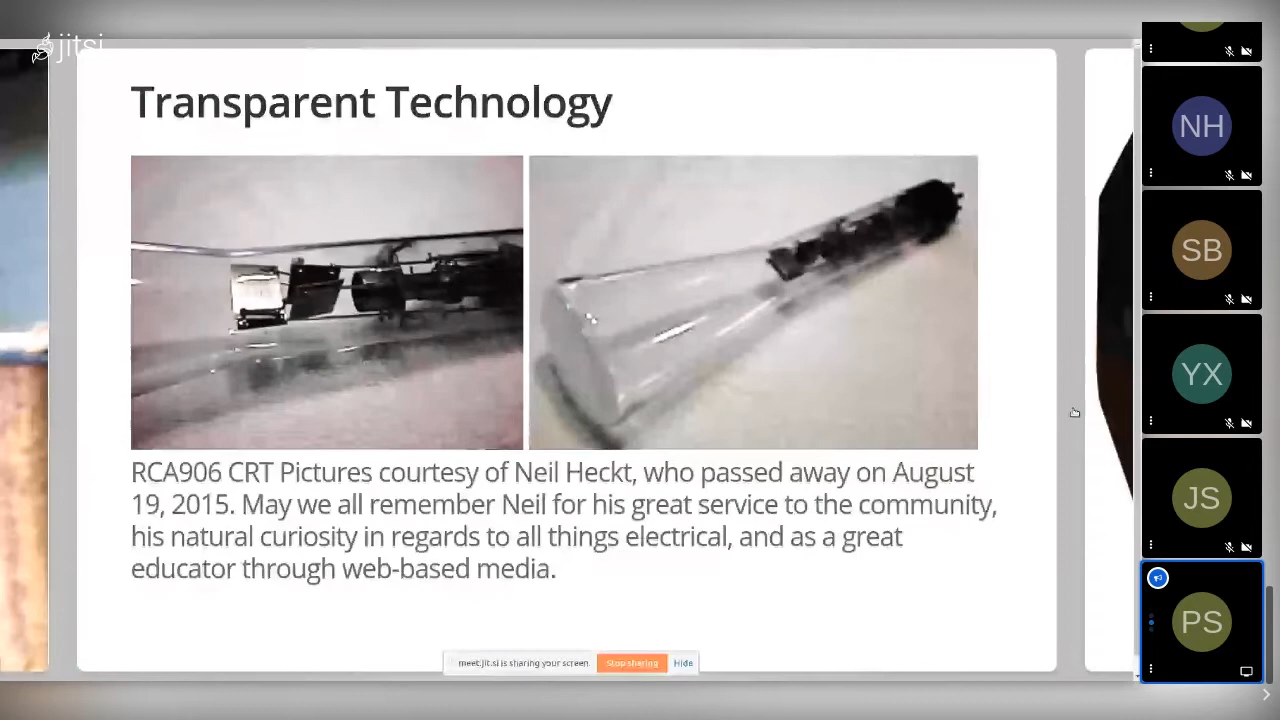 jitsi
Transparent Technology
RCA906 CRT Pictures courtesy of Neil Heckt, who passed away on August
19, 2015. May we all remember Neil for his great service to the community,
his natural curiosity in regards to all things electrical, and as a great
educator through web-based media.
meet.jit.si is sharing your screen Stop sharing Hide
NH
SB
YX
JS
PS